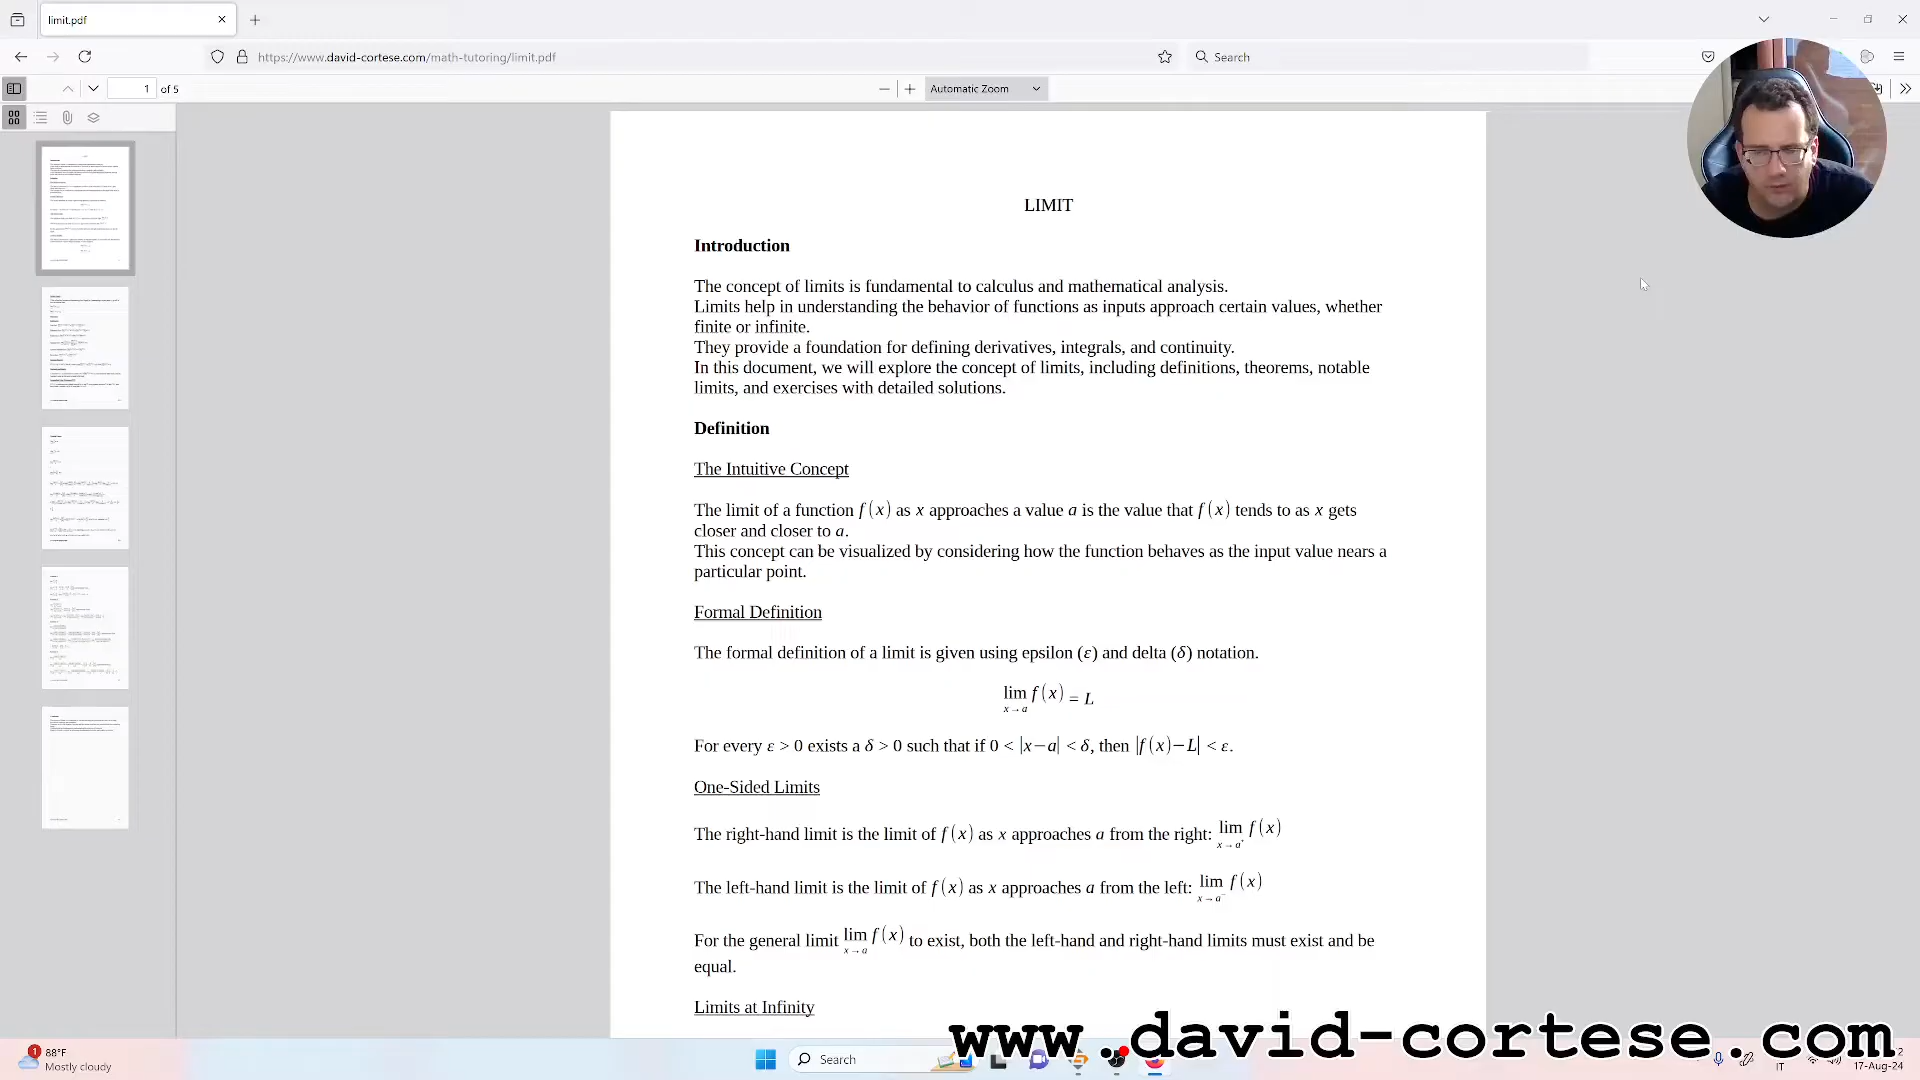 limit.pdf
https://www.david-cortese.com/math-tutoring/limit.pdf
Search
1 of 5
Automatic Zoom
LIMIT
Introduction
The concept of limits is fundamental to calculus and mathematical analysis.
Limits help in understanding the behavior of functions as inputs approach certain values, whether
finite or infinite.
They provide a foundation for defining derivatives, integrals, and continuity.
In this document, we will explore the concept of limits, including definitions, theorems, notable
limits, and exercises with detailed solutions.
Definition
The Intuitive Concept
The limit of a function f(x) as x approaches a value a is the value that f(x) tends to as x gets
closer and closer to a.
This concept can be visualized by considering how the function behaves as the input value nears a
particular point.
Formal Definition
The formal definition of a limit is given using epsilon (ε) and delta (δ) notation.
lim x→a f(x) = L
For every ε > 0 exists a δ > 0 such that if 0 < |x−a| < δ, then |f(x)−L| < ε.
One-Sided Limits
The right-hand limit is the limit of f(x) as x approaches a from the right: lim x→a⁺ f(x)
The left-hand limit is the limit of f(x) as x approaches a from the left: lim x→a⁻ f(x)
For the general limit lim x→a f(x) to exist, both the left-hand and right-hand limits must exist and be
equal.
Limits at Infinity
www.david-cortese.com
1
88°F
Mostly cloudy
Search
IT
17-Aug-24